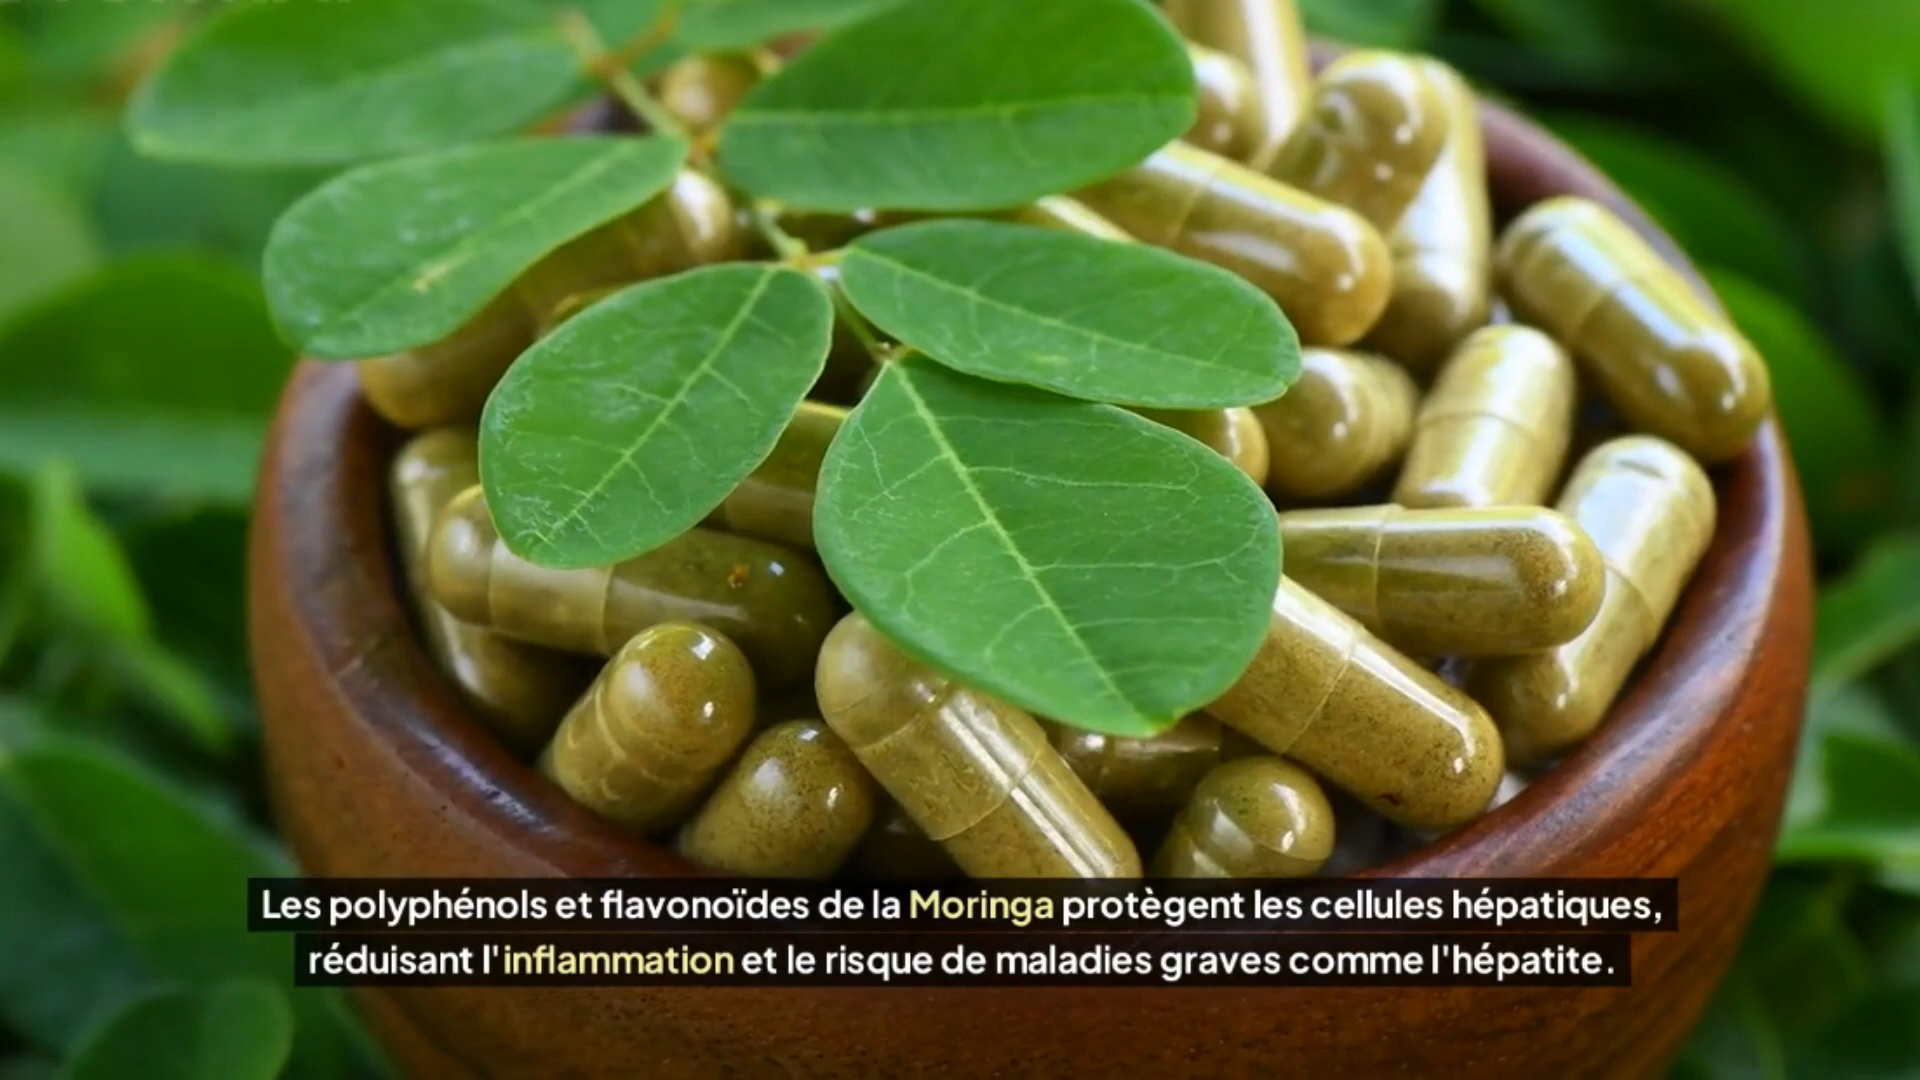 Les polyphénols et flavonoïdes de la Moringa protègent les cellules hépatiques,
réduisant l'inflammation et le risque de maladies graves comme l'hépatite.